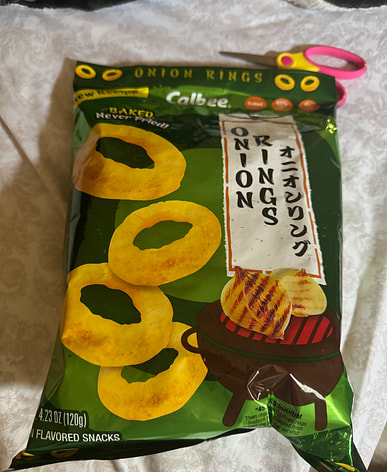 ONION RINGS
New Recipe
Calbee.
BAKED
Never Fried!
ONION
RINGS
オニオンリング
4.23 OZ (120g)
FLAVORED SNACKS